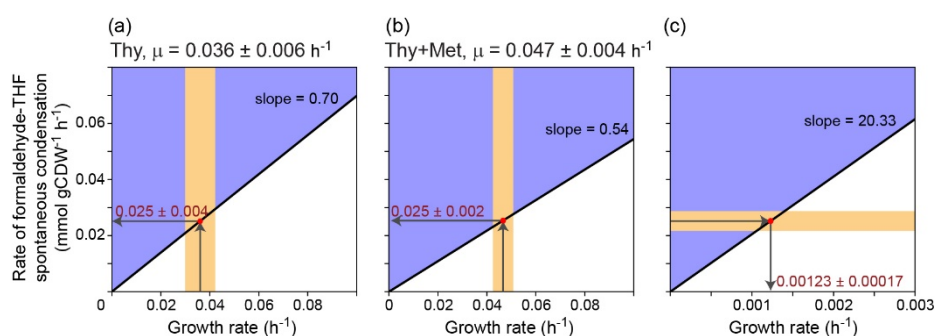 (a)
Thy, μ = 0.036 ± 0.006 h⁻¹
(b)
Thy+Met, μ = 0.047 ± 0.004 h⁻¹
(c)
Rate of formaldehyde-THF
spontaneous condensation
(mmol gCDW⁻¹ h⁻¹)
0.06
0.04
0.02
slope = 0.70
0.025 ± 0.004
0
0.02
0.04
0.06
0.08
Growth rate (h⁻¹)
slope = 0.54
0.025 ± 0.002
0
0.02
0.04
0.06
0.08
Growth rate (h⁻¹)
slope = 20.33
0.00123 ± 0.00017
0.001
0.002
0.003
Growth rate (h⁻¹)